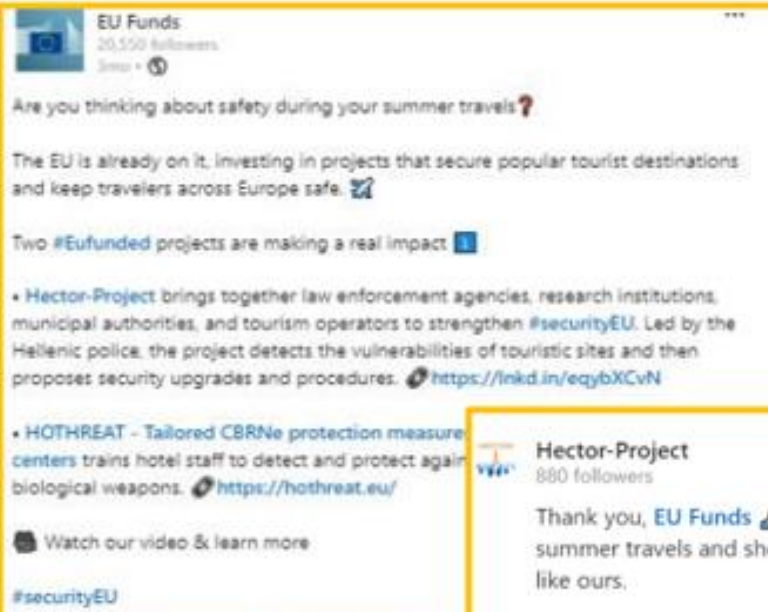 EU Funds
20,550 followers
3mo •
Are you thinking about safety during your summer travels❓
The EU is already on it, investing in projects that secure popular tourist destinations
and keep travelers across Europe safe.
Two #Eufunded projects are making a real impact
• Hector-Project brings together law enforcement agencies, research institutions,
municipal authorities, and tourism operators to strengthen #securityEU. Led by the
Hellenic police, the project detects the vulnerabilities of touristic sites and then
proposes security upgrades and procedures. https://lnkd.in/eqybXCvN
• HOTHREAT - Tailored CBRNe protection measure
centers trains hotel staff to detect and protect again
biological weapons. https://hothreat.eu/
Watch our video & learn more
#securityEU
Hector-Project
880 followers
Thank you, EU Funds
summer travels and sh
like ours.